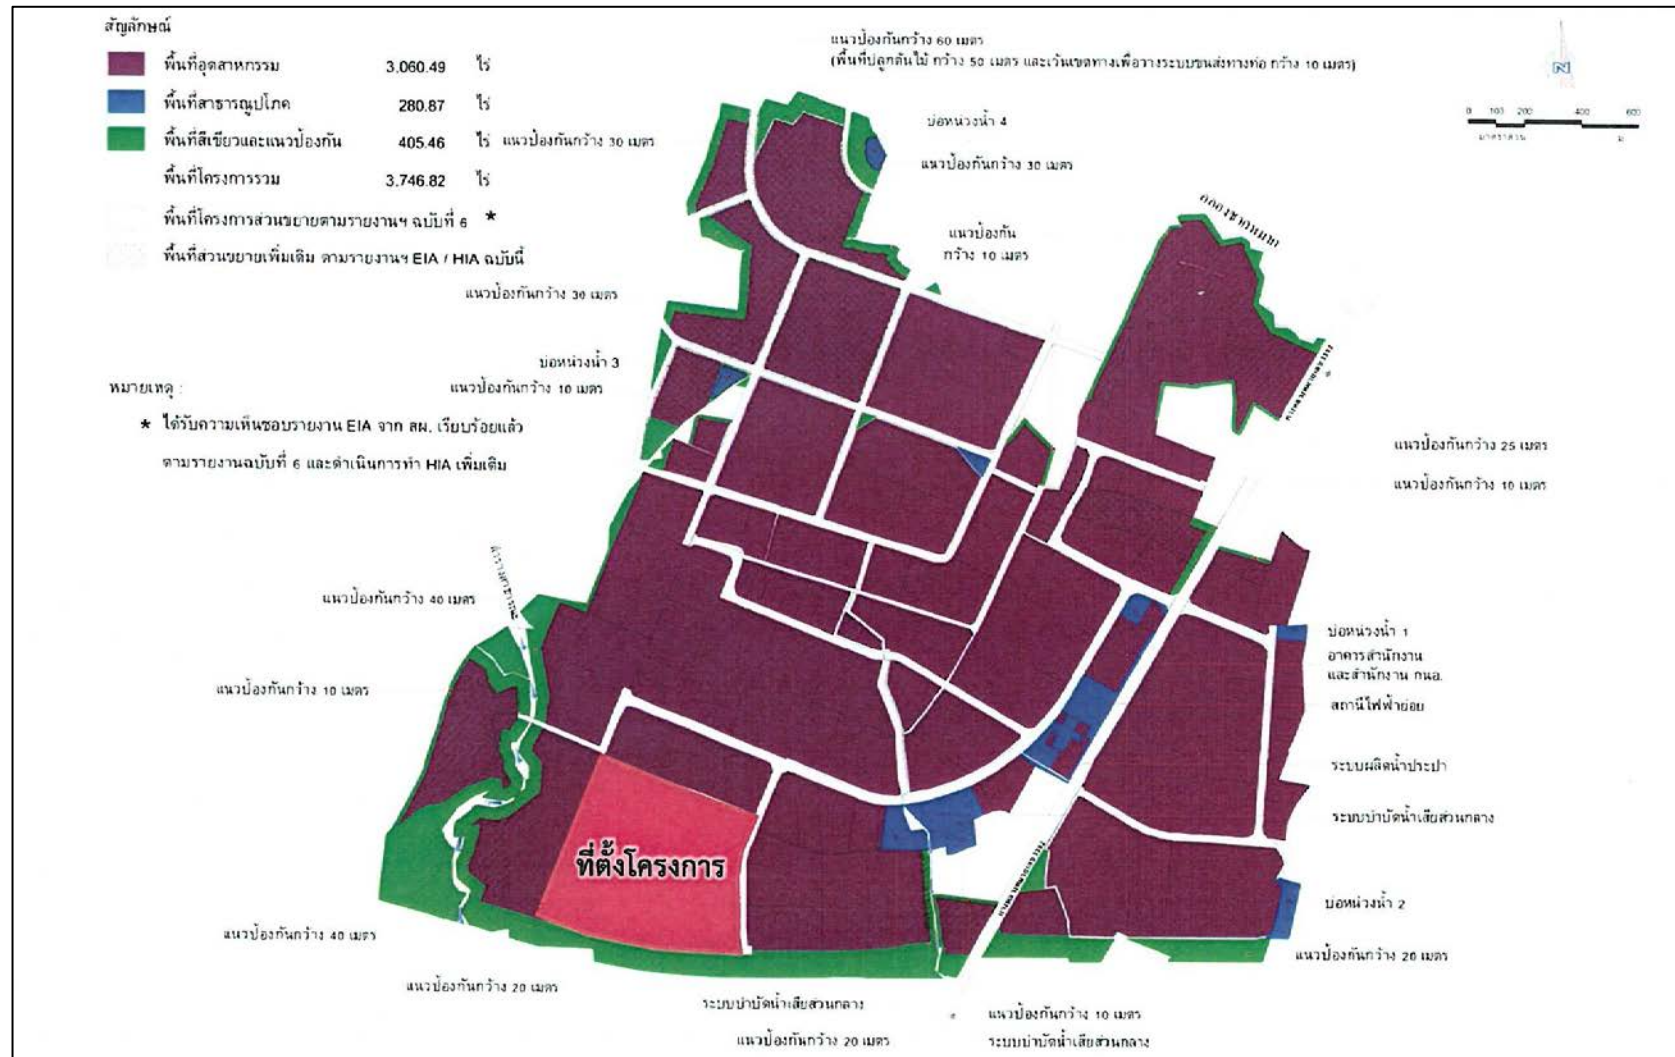 สัญลักษณ์
พื้นที่อุตสาหกรรม 3,060.49 ไร่
พื้นที่สาธารณูปโภค 280.87 ไร่
พื้นที่สีเขียวและแนวป้องกัน 405.46 ไร่
พื้นที่โครงการรวม 3,746.82 ไร่
พื้นที่โครงการส่วนขยายตามรายงานฯ ฉบับที่ 6 *
พื้นที่ส่วนขยายเพิ่มเติม ตามรายงานฯ EIA / HIA ฉบับนี้
แนวป้องกันกว้าง 60 เมตร
(พื้นที่ปลูกต้นไม้ กว้าง 50 เมตร และเว้นเขตทางเพื่อวางระบบขนส่งทางท่อ กว้าง 10 เมตร)
N
0 100 200 400 600
มาตราส่วน ม
แนวป้องกันกว้าง 30 เมตร
บ่อหน่วงน้ำ 4
แนวป้องกันกว้าง 30 เมตร
แนวป้องกัน
กว้าง 10 เมตร
แนวป้องกันกว้าง 30 เมตร
บ่อหน่วงน้ำ 3
แนวป้องกันกว้าง 10 เมตร
หมายเหตุ :
* ได้รับความเห็นชอบรายงาน EIA จาก สผ. เรียบร้อยแล้ว
ตามรายงานฉบับที่ 6 และดำเนินการทำ HIA เพิ่มเติม
แนวป้องกันกว้าง 25 เมตร
แนวป้องกันกว้าง 10 เมตร
ลำรางสาธารณะ
แนวป้องกันกว้าง 40 เมตร
แนวป้องกันกว้าง 10 เมตร
บ่อหน่วงน้ำ 1
อาคารสำนักงาน
และสำนักงาน กนอ.
สถานีไฟฟ้าย่อย
ระบบผลิตน้ำประปา
ระบบบำบัดน้ำเสียส่วนกลาง
ที่ตั้งโครงการ
บ่อหน่วงน้ำ 2
แนวป้องกันกว้าง 40 เมตร
แนวป้องกันกว้าง 20 เมตร
แนวป้องกันกว้าง 20 เมตร
ระบบบำบัดน้ำเสียส่วนกลาง
แนวป้องกันกว้าง 10 เมตร
แนวป้องกันกว้าง 20 เมตร
ระบบบำบัดน้ำเสียส่วนกลาง